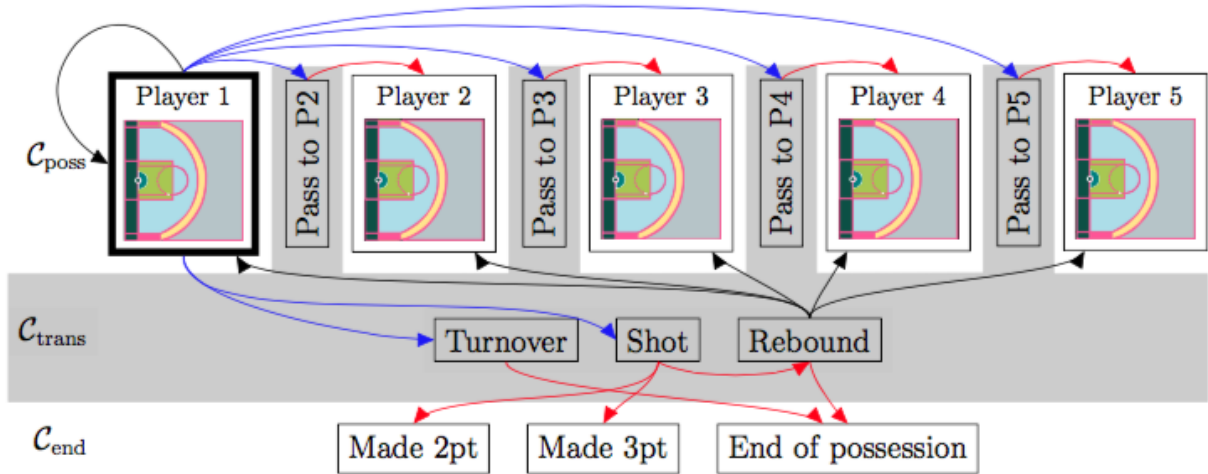 Player 1
Pass to P2
Player 2
Pass to P3
Player 3
Pass to P4
Player 4
Pass to P5
Player 5
𝒞poss
𝒞trans
Turnover
Shot
Rebound
𝒞end
Made 2pt
Made 3pt
End of possession